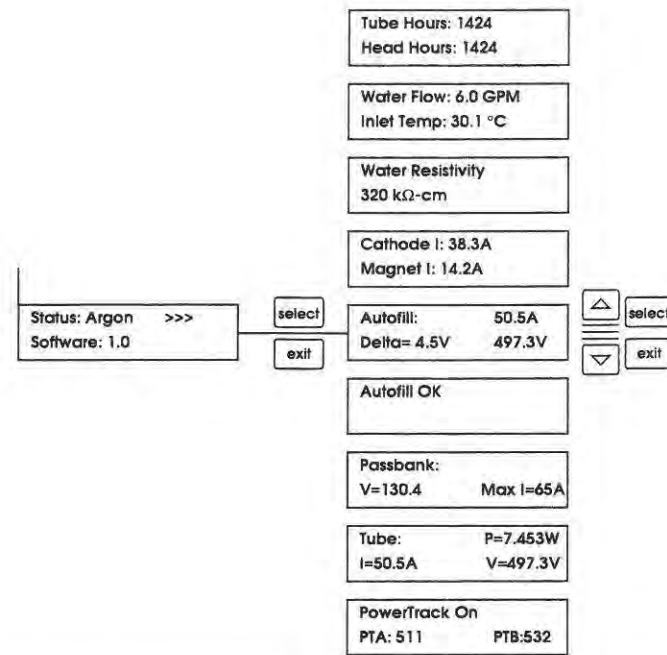 Tube Hours: 1424
Head Hours: 1424
Water Flow: 6.0 GPM
Inlet Temp: 30.1 °C
Water Resistivity
320 kΩ-cm
Cathode I: 38.3A
Magnet I: 14.2A
Status: Argon >>>
Software: 1.0
select
exit
Autofill: 50.5A
Delta= 4.5V 497.3V
select
exit
Autofill OK
Passbank:
V=130.4 Max I=65A
Tube: P=7.453W
I=50.5A V=497.3V
PowerTrack On
PTA: 511 PTB:532